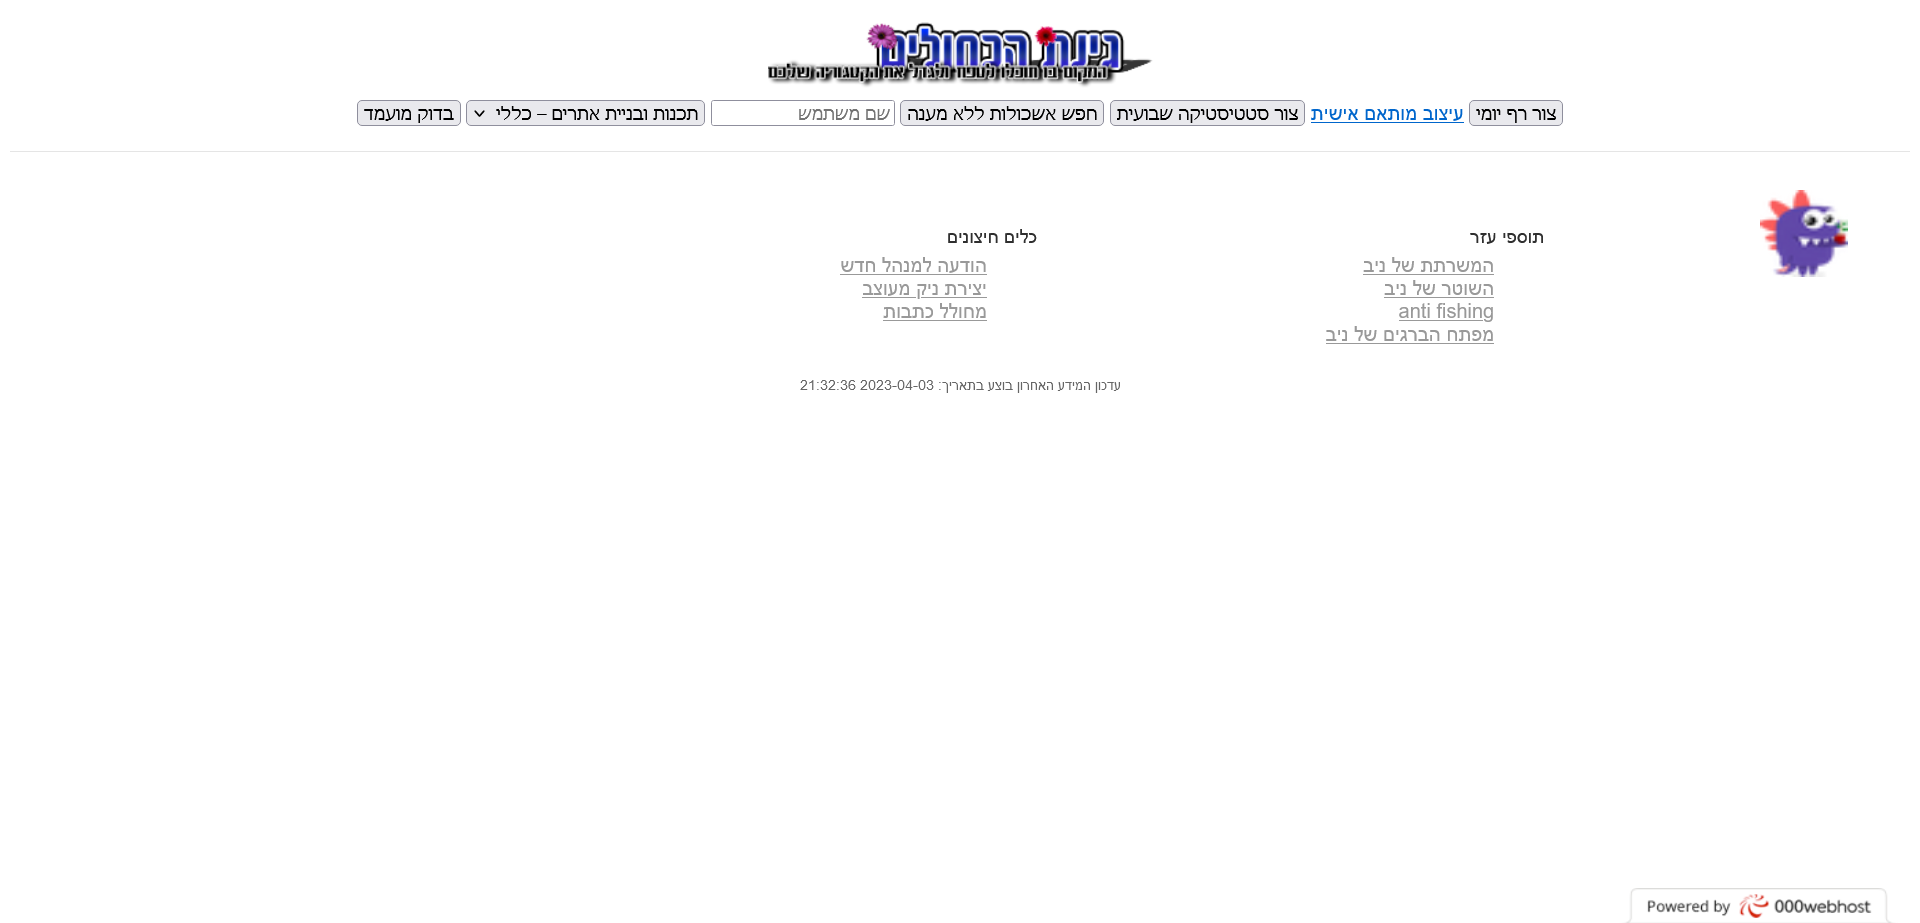 גינת הכחולים
המקום בו תוכלו לטפח ולגדל את הקטגוריה שלכם
צור רף יומי עיצוב מותאם אישית צור סטטיסטיקה שבועית חפש אשכולות ללא מענה שם משתמש תכנות ובניית אתרים – כללי בדוק מועמד
תוספי עזר
המשרתת של ניב
השוטר של ניב
anti fishing
מפתח הברגים של ניב
כלים חיצונים
הודעה למנהל חדש
יצירת ניק מעוצב
מחולל כתבות
עדכון המידע האחרון בוצע בתאריך: 2023-04-03 21:32:36
Powered by 000webhost